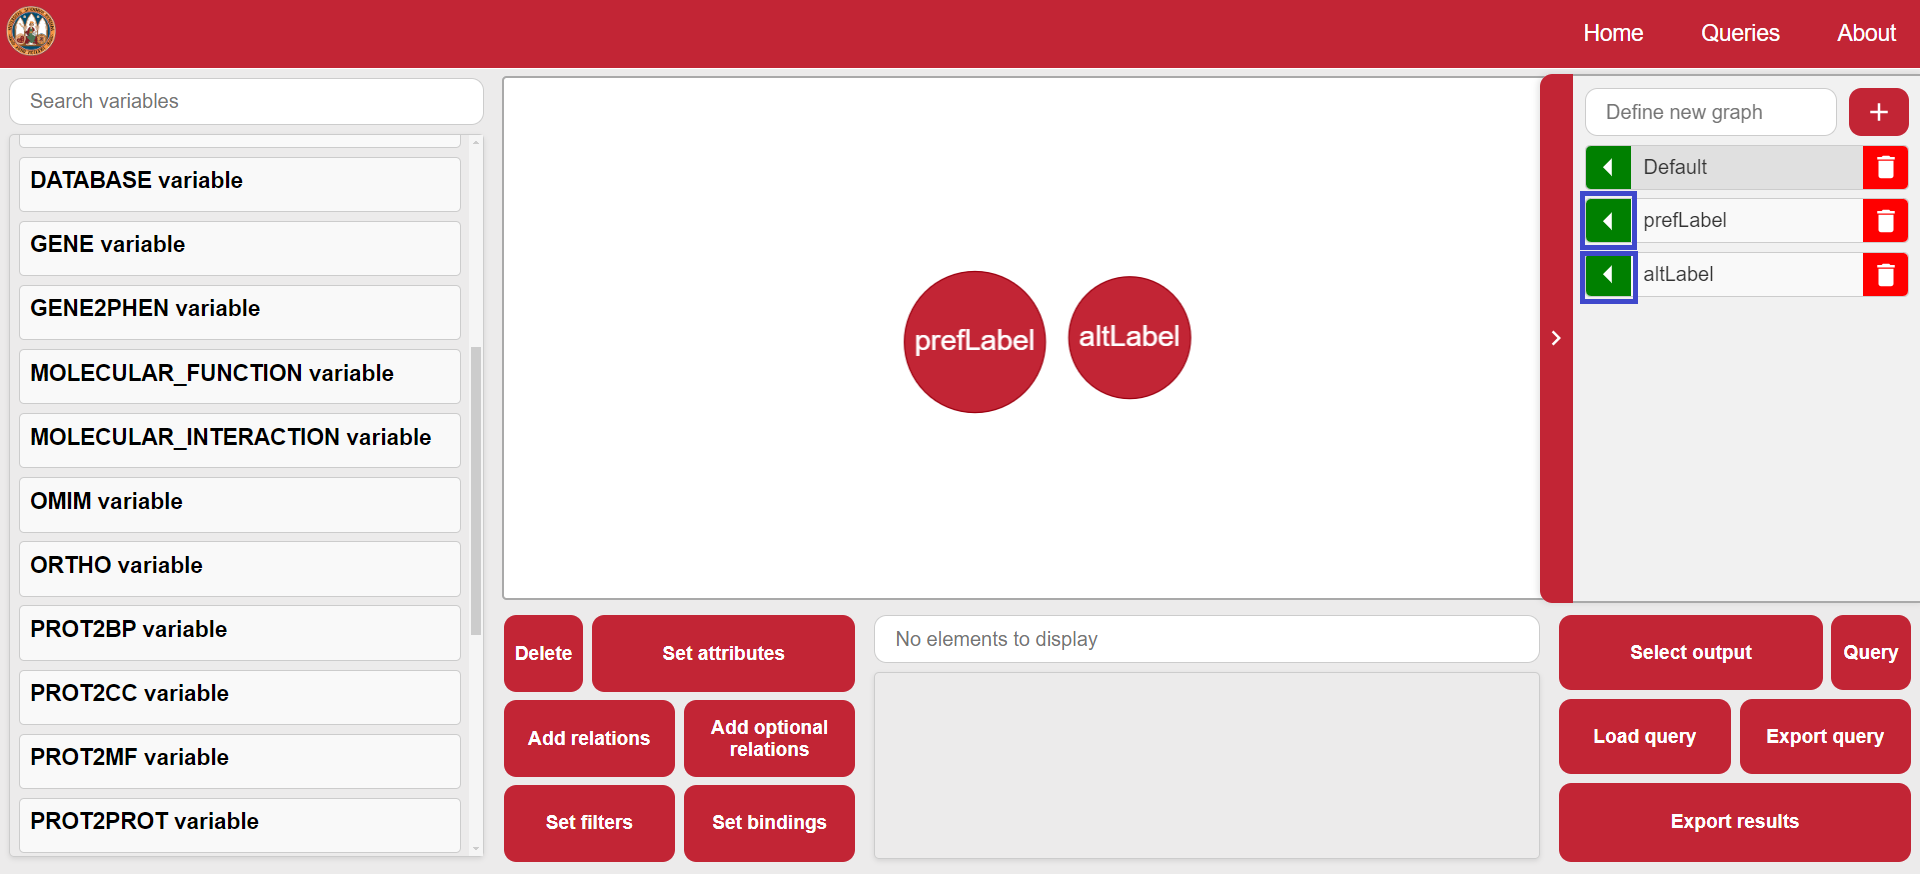 Home
Queries
About
Search variables
DATABASE variable
GENE variable
GENE2PHEN variable
MOLECULAR_FUNCTION variable
MOLECULAR_INTERACTION variable
OMIM variable
ORTHO variable
PROT2BP variable
PROT2CC variable
PROT2MF variable
PROT2PROT variable
prefLabel
altLabel
Define new graph
Default
prefLabel
altLabel
Delete
Set attributes
Add relations
Add optional
relations
Set filters
Set bindings
No elements to display
Select output
Query
Load query
Export query
Export results